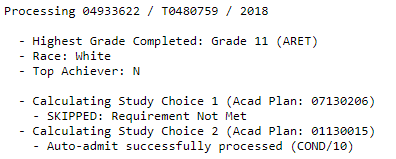 Processing 04933622 / T0480759 / 2018
- Highest Grade Completed: Grade 11 (ARET)
- Race: White
- Top Achiever: N
- Calculating Study Choice 1 (Acad Plan: 07130206)
- SKIPPED: Requirement Not Met
- Calculating Study Choice 2 (Acad Plan: 01130015)
- Auto-admit successfully processed (COND/10)